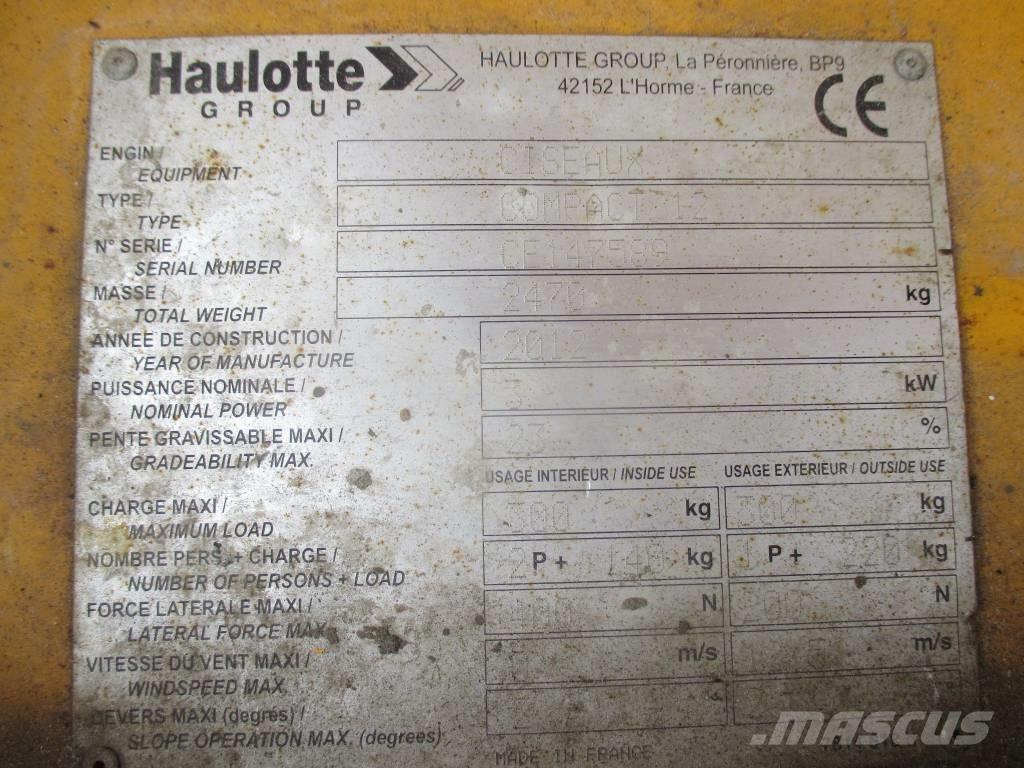 Haulotte
GROUP
HAULOTTE GROUP, La Péronnière, BP9
42152 L'Horme - France
CE
ENGIN / CISEAUX
EQUIPMENT
TYPE / COMPACT 12
TYPE
N° SERIE / CE147589
SERIAL NUMBER
MASSE / 2470 kg
TOTAL WEIGHT
ANNEE DE CONSTRUCTION / 2012
YEAR OF MANUFACTURE
PUISSANCE NOMINALE / 3 kW
NOMINAL POWER
PENTE GRAVISSABLE MAXI / 23 %
GRADEABILITY MAX.
USAGE INTERIEUR / INSIDE USE USAGE EXTERIEUR / OUTSIDE USE
CHARGE MAXI / 300 kg 300 kg
MAXIMUM LOAD
NOMBRE PERS. + CHARGE / 2 P + 140 kg P + 220 kg
NUMBER OF PERSONS + LOAD
FORCE LATERALE MAXI / N N
LATERAL FORCE MAX.
VITESSE DU VENT MAXI / m/s m/s
WINDSPEED MAX.
DEVERS MAXI (degrés) /
SLOPE OPERATION MAX. (degrees)
MADE IN FRANCE
MASCUS